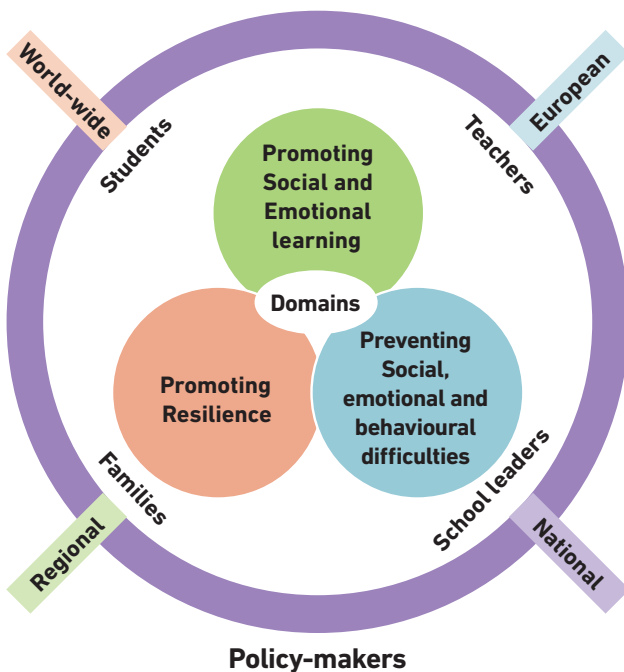 World-wide
European
Students
Teachers
Promoting
Social and
Emotional
learning
Domains
Promoting
Resilience
Preventing
Social,
emotional and
behavioural
difficulties
Families
School leaders
Regional
National
Policy-makers